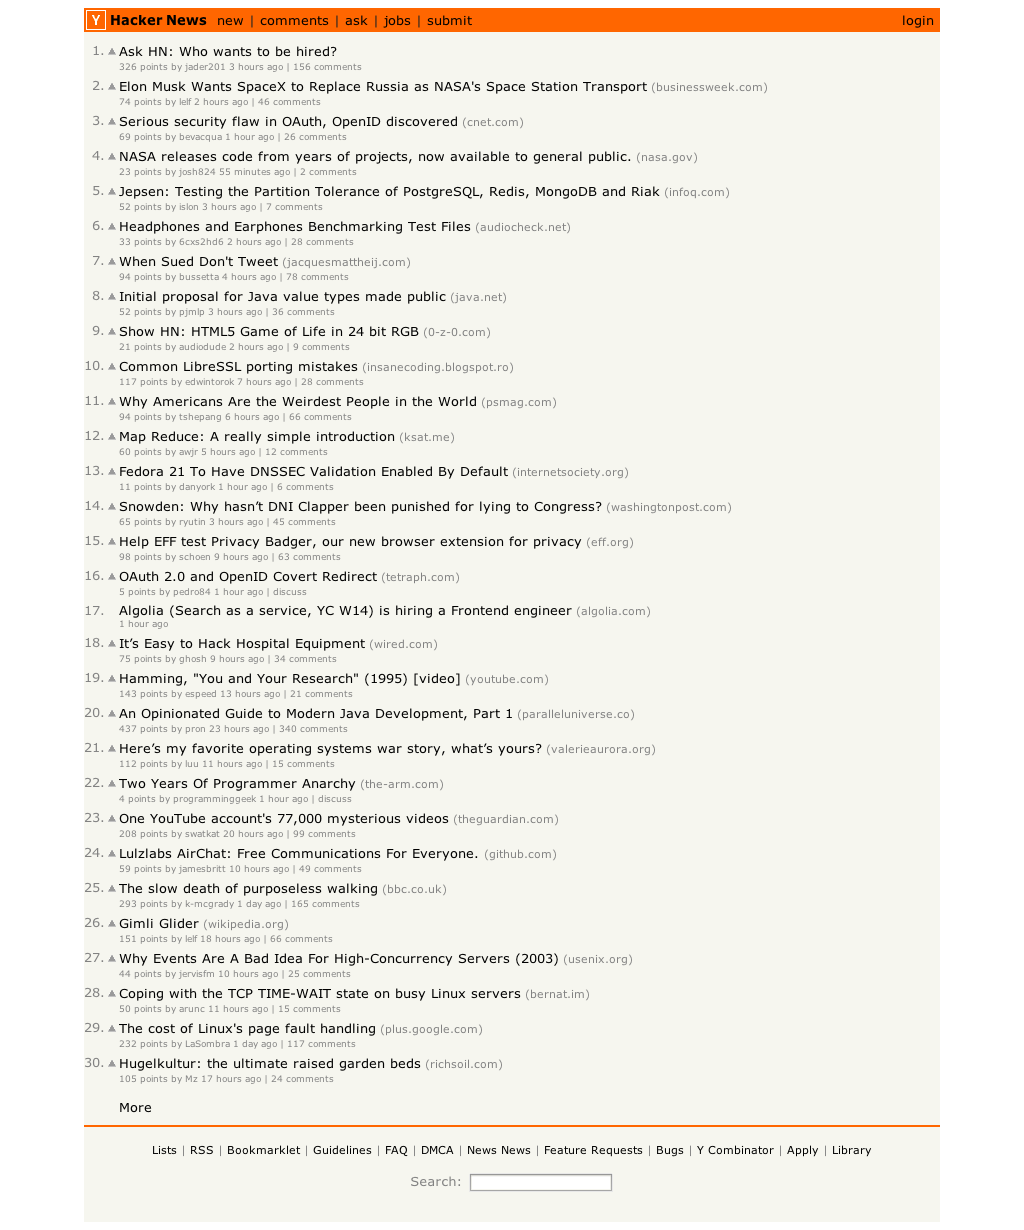 Y Hacker News new | comments | ask | jobs | submit login
1. Ask HN: Who wants to be hired?
326 points by jader201 3 hours ago | 156 comments
2. Elon Musk Wants SpaceX to Replace Russia as NASA's Space Station Transport (businessweek.com)
74 points by lelf 2 hours ago | 46 comments
3. Serious security flaw in OAuth, OpenID discovered (cnet.com)
69 points by bevacqua 1 hour ago | 26 comments
4. NASA releases code from years of projects, now available to general public. (nasa.gov)
23 points by josh824 55 minutes ago | 2 comments
5. Jepsen: Testing the Partition Tolerance of PostgreSQL, Redis, MongoDB and Riak (infoq.com)
52 points by islon 3 hours ago | 7 comments
6. Headphones and Earphones Benchmarking Test Files (audiocheck.net)
33 points by 6cxs2hd6 2 hours ago | 28 comments
7. When Sued Don't Tweet (jacquesmattheij.com)
94 points by bussetta 4 hours ago | 78 comments
8. Initial proposal for Java value types made public (java.net)
52 points by pjmlp 3 hours ago | 36 comments
9. Show HN: HTML5 Game of Life in 24 bit RGB (0-z-0.com)
21 points by audiodude 2 hours ago | 9 comments
10. Common LibreSSL porting mistakes (insanecoding.blogspot.ro)
117 points by edwintorok 7 hours ago | 28 comments
11. Why Americans Are the Weirdest People in the World (psmag.com)
94 points by tshepang 6 hours ago | 66 comments
12. Map Reduce: A really simple introduction (ksat.me)
60 points by awjr 5 hours ago | 12 comments
13. Fedora 21 To Have DNSSEC Validation Enabled By Default (internetsociety.org)
11 points by danyork 1 hour ago | 6 comments
14. Snowden: Why hasn’t DNI Clapper been punished for lying to Congress? (washingtonpost.com)
65 points by ryutin 3 hours ago | 45 comments
15. Help EFF test Privacy Badger, our new browser extension for privacy (eff.org)
98 points by schoen 9 hours ago | 63 comments
16. OAuth 2.0 and OpenID Covert Redirect (tetraph.com)
5 points by pedro84 1 hour ago | discuss
17. Algolia (Search as a service, YC W14) is hiring a Frontend engineer (algolia.com)
1 hour ago
18. It’s Easy to Hack Hospital Equipment (wired.com)
75 points by ghosh 9 hours ago | 34 comments
19. Hamming, "You and Your Research" (1995) [video] (youtube.com)
143 points by espeed 13 hours ago | 21 comments
20. An Opinionated Guide to Modern Java Development, Part 1 (paralleluniverse.co)
437 points by pron 23 hours ago | 340 comments
21. Here’s my favorite operating systems war story, what’s yours? (valerieaurora.org)
112 points by luu 11 hours ago | 15 comments
22. Two Years Of Programmer Anarchy (the-arm.com)
4 points by programminggeek 1 hour ago | discuss
23. One YouTube account's 77,000 mysterious videos (theguardian.com)
208 points by swatkat 20 hours ago | 99 comments
24. Lulzlabs AirChat: Free Communications For Everyone. (github.com)
59 points by jamesbritt 10 hours ago | 49 comments
25. The slow death of purposeless walking (bbc.co.uk)
293 points by k-mcgrady 1 day ago | 165 comments
26. Gimli Glider (wikipedia.org)
151 points by lelf 18 hours ago | 66 comments
27. Why Events Are A Bad Idea For High-Concurrency Servers (2003) (usenix.org)
44 points by jervisfm 10 hours ago | 25 comments
28. Coping with the TCP TIME-WAIT state on busy Linux servers (bernat.im)
50 points by arunc 11 hours ago | 15 comments
29. The cost of Linux's page fault handling (plus.google.com)
232 points by LaSombra 1 day ago | 117 comments
30. Hugelkultur: the ultimate raised garden beds (richsoil.com)
105 points by Mz 17 hours ago | 24 comments
More
Lists | RSS | Bookmarklet | Guidelines | FAQ | DMCA | News News | Feature Requests | Bugs | Y Combinator | Apply | Library
Search: